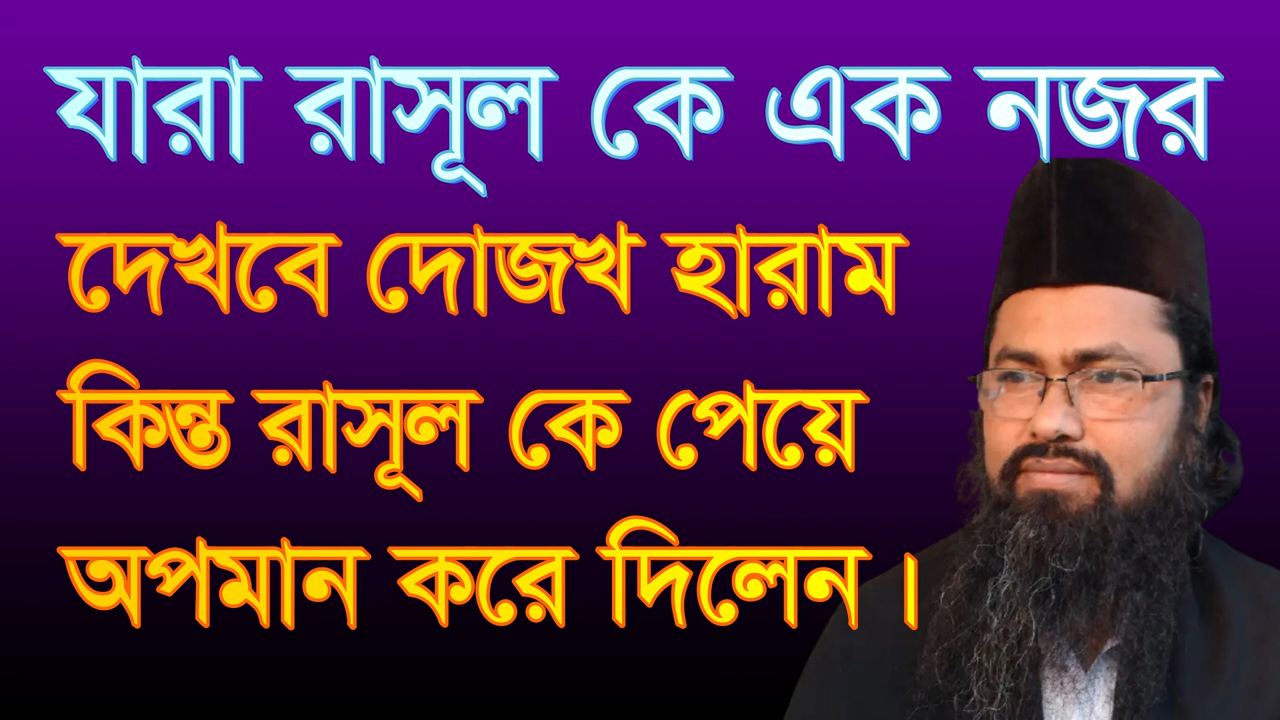 যারা রাসূল কে এক নজর
দেখবে দোজখ হারাম
কিন্ত রাসূল কে পেয়ে
অপমান করে দিলেন।